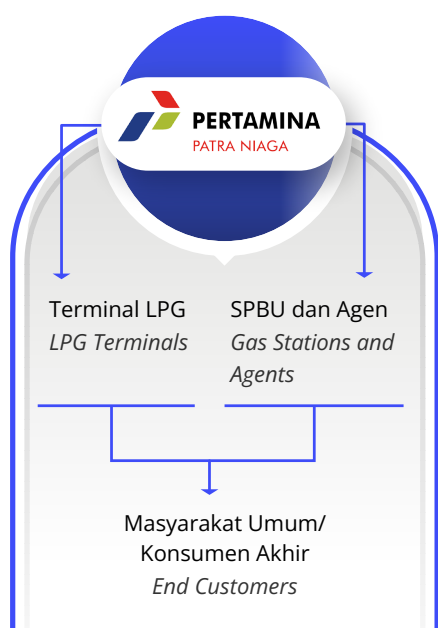 PERTAMINA
PATRA NIAGA
Terminal LPG
LPG Terminals
SPBU dan Agen
Gas Stations and
Agents
Masyarakat Umum/
Konsumen Akhir
End Customers